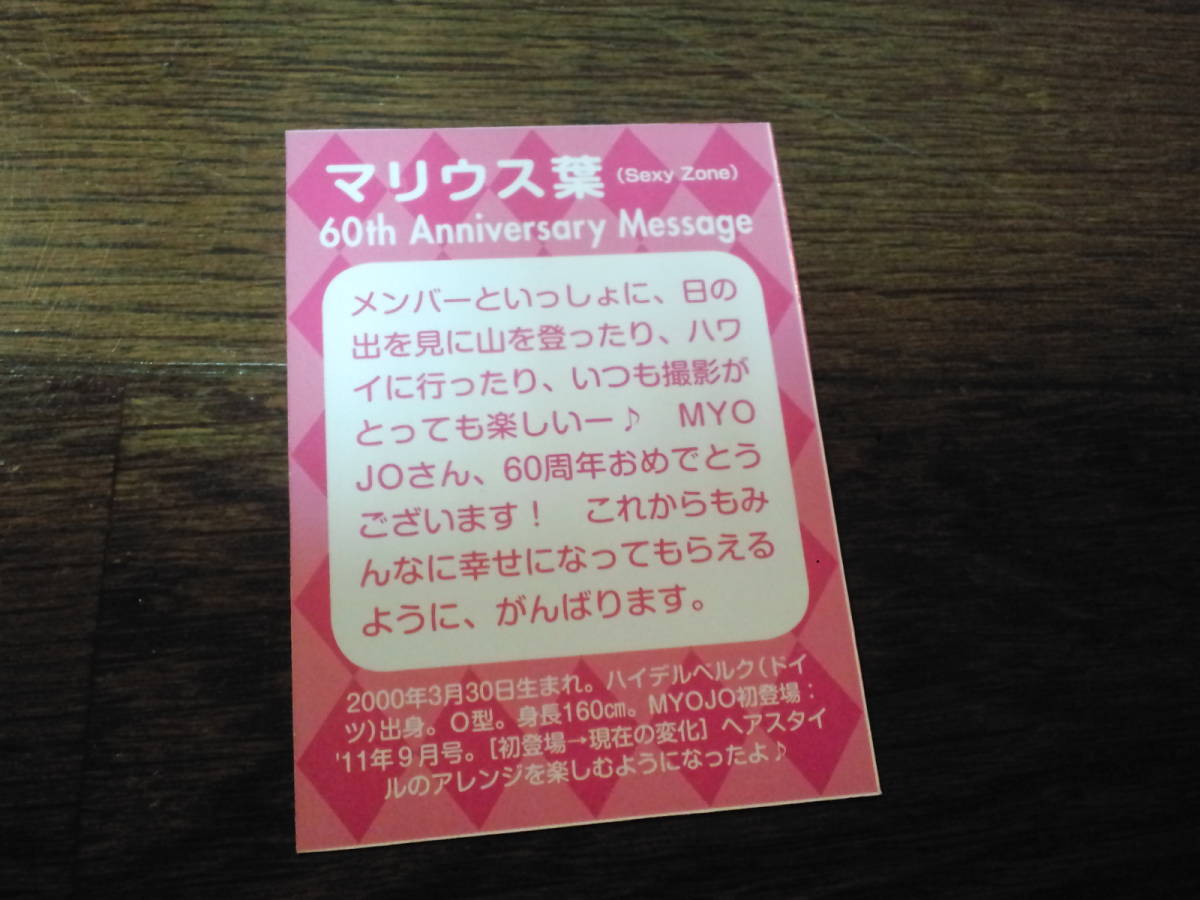 マリウス葉（Sexy Zone）
60th Anniversary Message
メンバーといっしょに、日の
出を見に山を登ったり、ハワ
イに行ったり、いつも撮影が
とっても楽しいー♪　MYO
JOさん、60周年おめでとう
ございます！　これからもみ
んなに幸せになってもらえる
ように、がんばります。
2000年3月30日生まれ。ハイデルベルク（ドイ
ツ）出身。O型。身長160㎝。MYOJO初登場：
'11年９月号。［初登場→現在の変化］ヘアスタイ
ルのアレンジを楽しむようになったよ♪